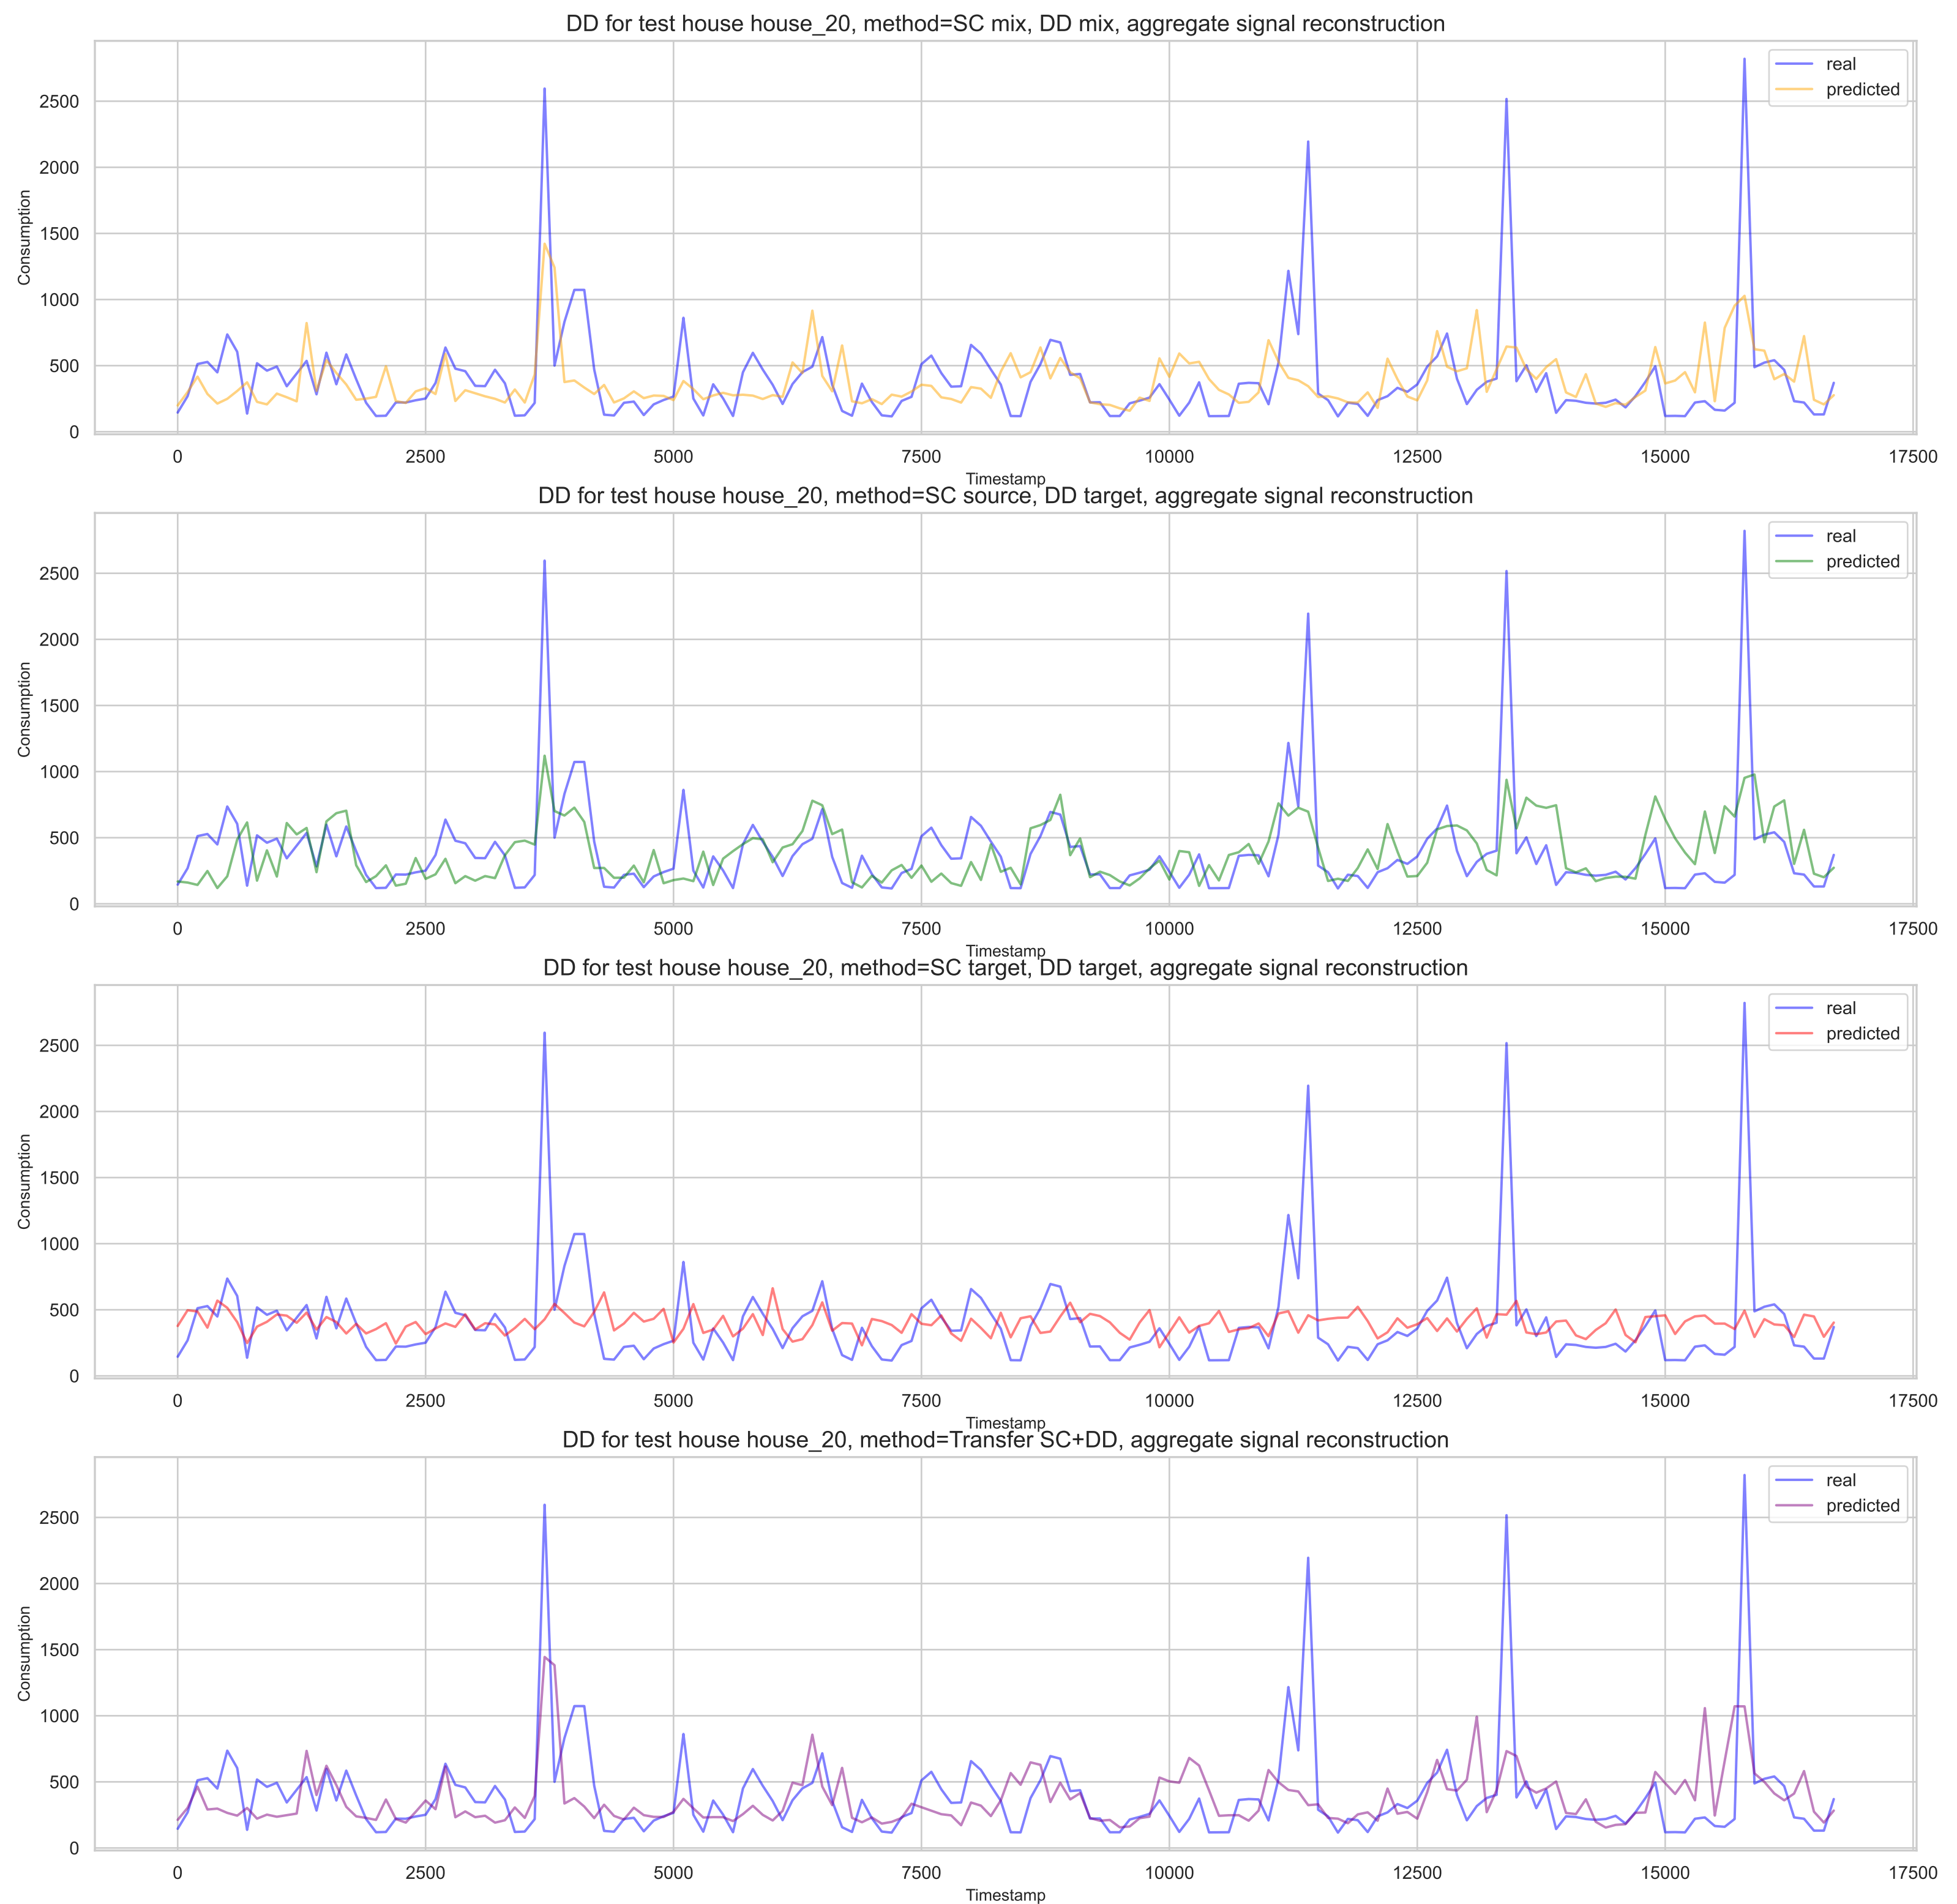 DD for test house house_20, method=SC mix, DD mix, aggregate signal reconstruction
real
predicted
2500
2000
1500
1000
500
0
Consumption
0 2500 5000 7500 10000 12500 15000 17500
Timestamp
DD for test house house_20, method=SC source, DD target, aggregate signal reconstruction
real
predicted
2500
2000
1500
1000
500
0
Consumption
0 2500 5000 7500 10000 12500 15000 17500
Timestamp
DD for test house house_20, method=SC target, DD target, aggregate signal reconstruction
real
predicted
2500
2000
1500
1000
500
0
Consumption
0 2500 5000 7500 10000 12500 15000 17500
Timestamp
DD for test house house_20, method=Transfer SC+DD, aggregate signal reconstruction
real
predicted
2500
2000
1500
1000
500
0
Consumption
0 2500 5000 7500 10000 12500 15000 17500
Timestamp